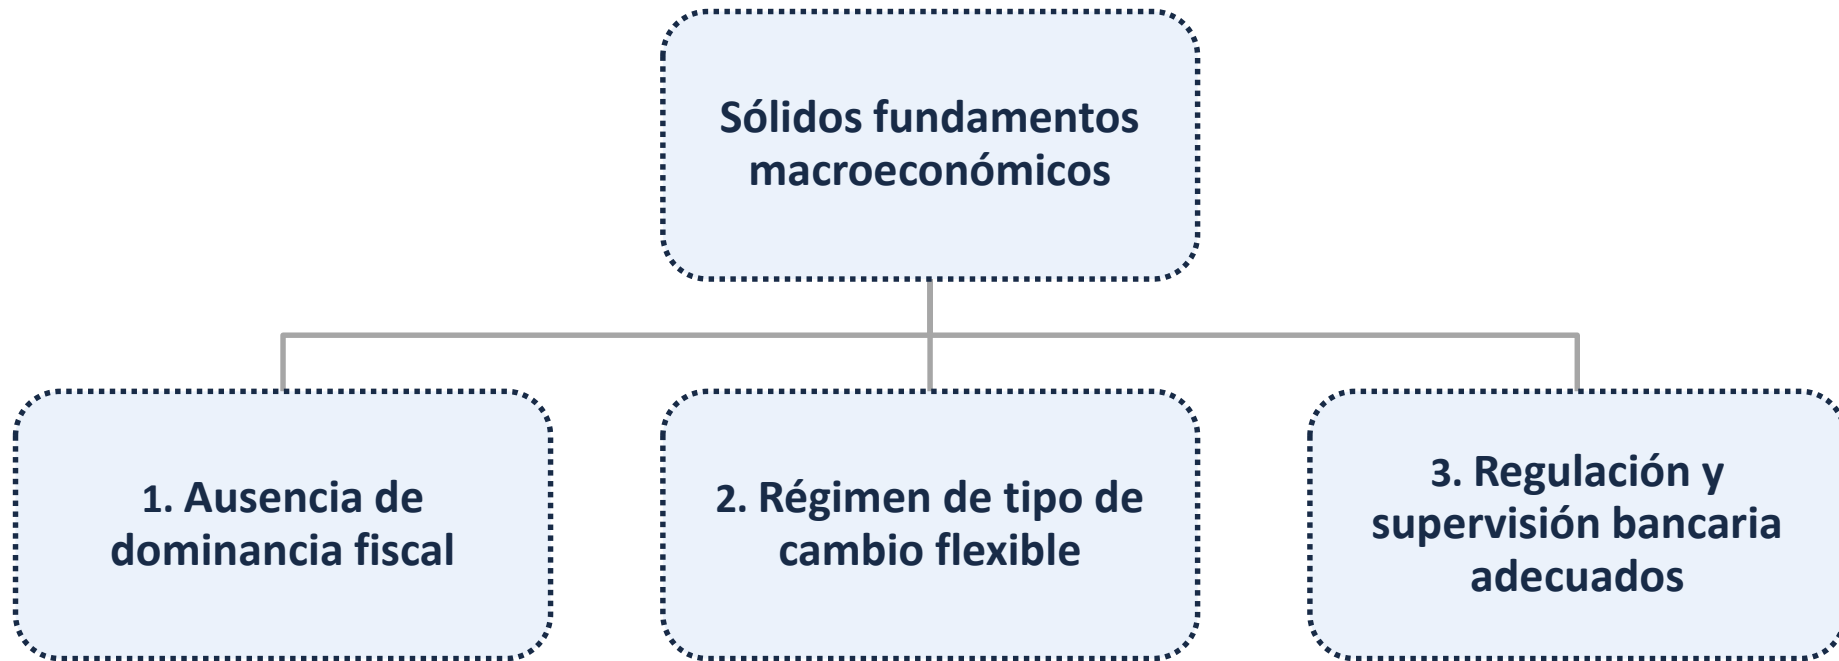 Sólidos fundamentos
macroeconómicos
1. Ausencia de
dominancia fiscal
2. Régimen de tipo de
cambio flexible
3. Regulación y
supervisión bancaria
adecuados